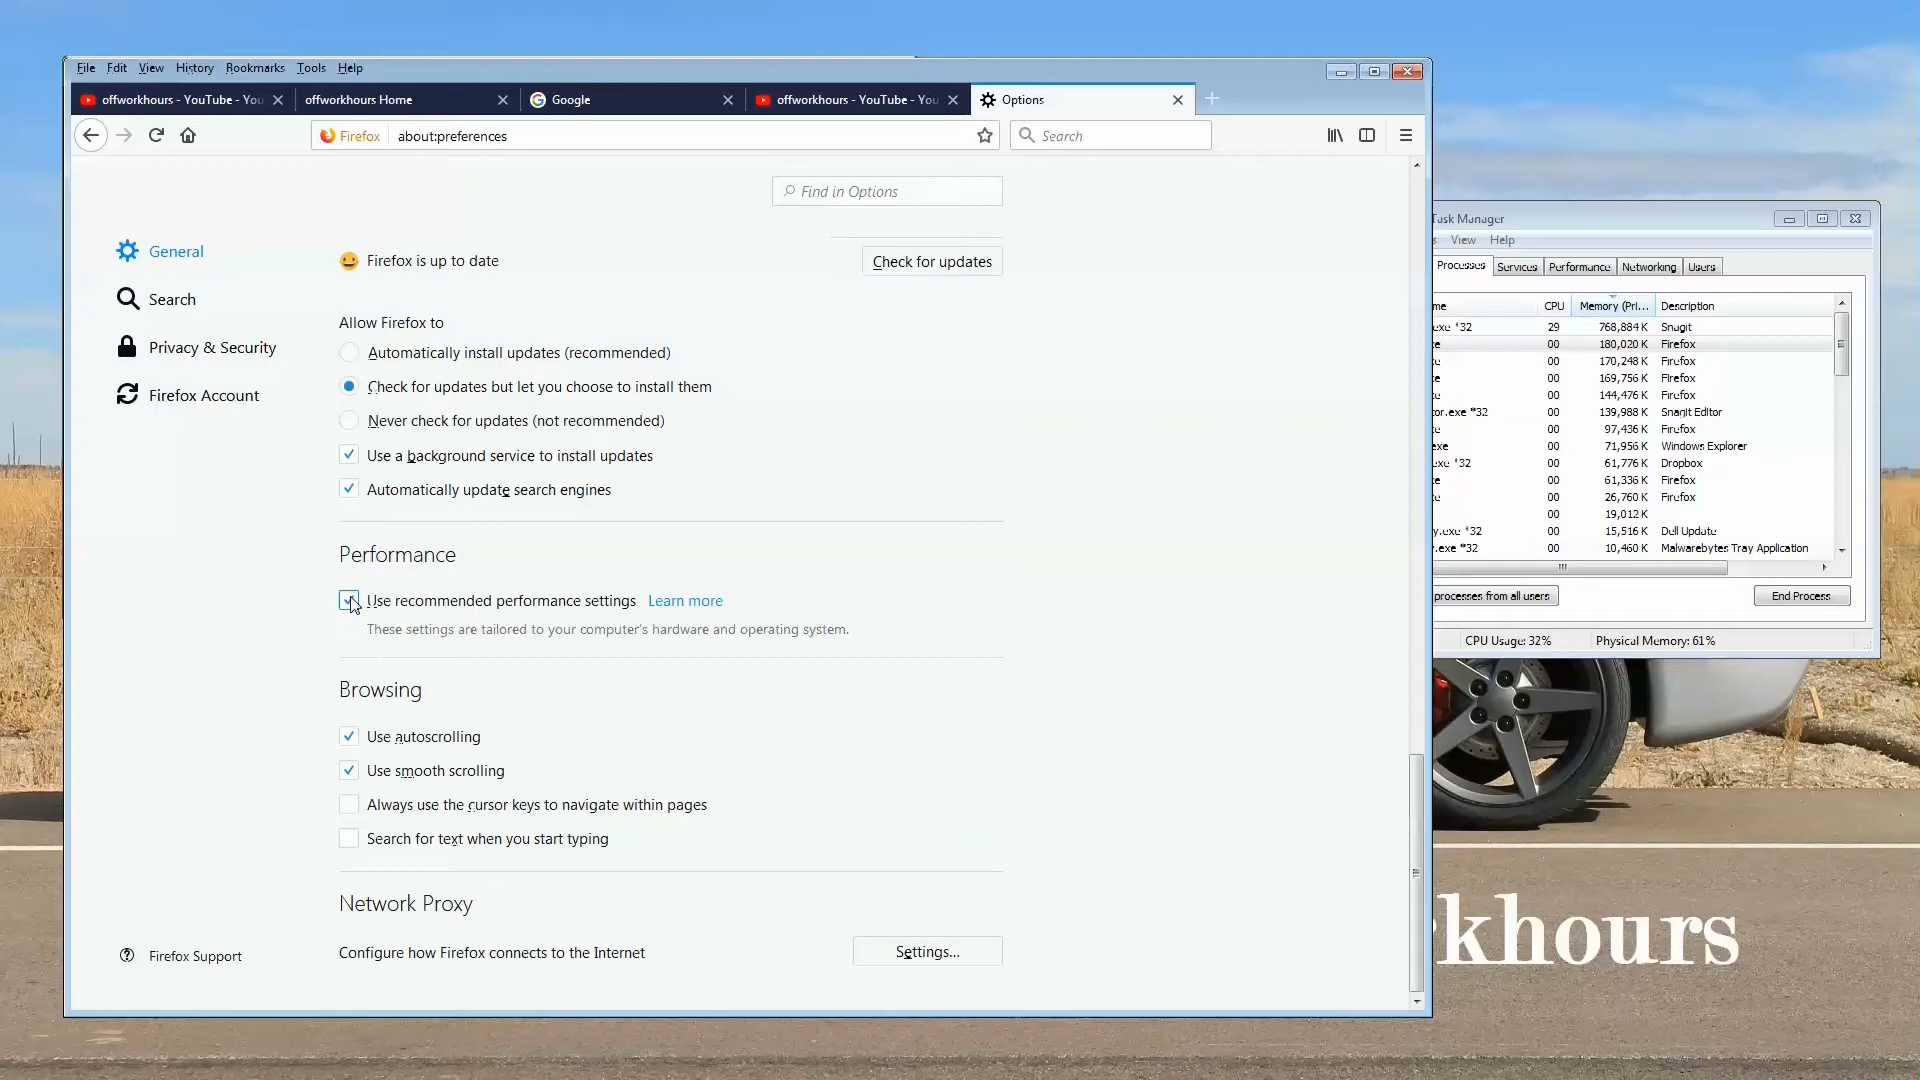 File Edit View History Bookmarks Tools Help
offworkhours - YouTube - You
offworkhours Home
Google
offworkhours - YouTube - You
Options
Firefox about:preferences
Search
Find in Options
General
Search
Privacy & Security
Firefox Account
Firefox Support
Firefox is up to date
Check for updates
Allow Firefox to
Automatically install updates (recommended)
Check for updates but let you choose to install them
Never check for updates (not recommended)
Use a background service to install updates
Automatically update search engines
Performance
Use recommended performance settings Learn more
These settings are tailored to your computer's hardware and operating system.
Browsing
Use autoscrolling
Use smooth scrolling
Always use the cursor keys to navigate within pages
Search for text when you start typing
Network Proxy
Configure how Firefox connects to the Internet
Settings...
Task Manager
s View Help
Processes Services Performance Networking Users
me CPU Memory (Pri... Description
exe *32 29 768,884 K Snagit
xe 00 180,020 K Firefox
xe 00 170,248 K Firefox
xe 00 169,756 K Firefox
xe 00 144,476 K Firefox
or.exe *32 00 139,988 K Snagit Editor
xe 00 97,436 K Firefox
exe 00 71,956 K Windows Explorer
exe *32 00 61,776 K Dropbox
xe 00 61,336 K Firefox
xe 00 26,760 K Firefox
00 19,012 K
y.exe *32 00 15,516 K Dell Update
.exe *32 00 10,460 K Malwarebytes Tray Application
processes from all users
End Process
CPU Usage: 32% Physical Memory: 61%
rkhours